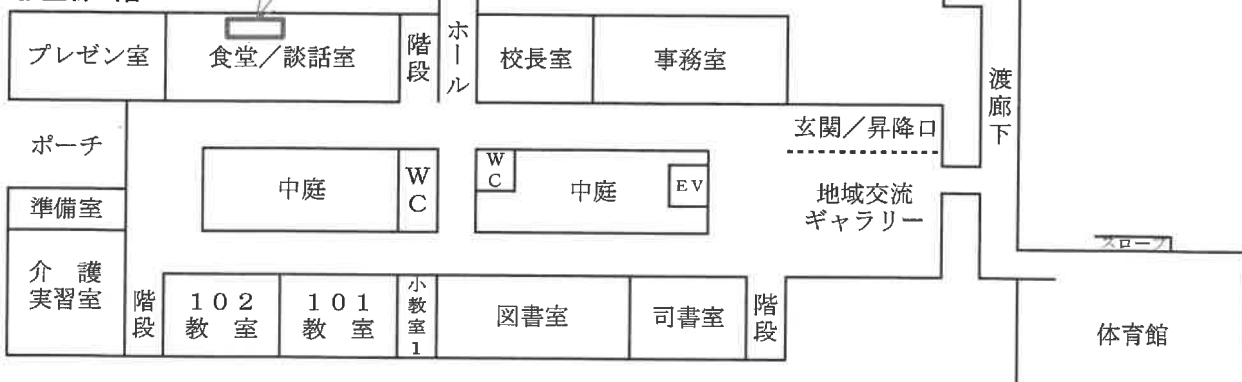 プレゼン室
食堂／談話室
階段
ホール
校長室
事務室
渡廊下
玄関／昇降口
ポーチ
中庭
WC
WC
中庭
EV
地域交流
ギャラリー
準備室
スロープ
介護
実習室
階段
102
教室
101
教室
小教室1
図書室
司書室
階段
体育館